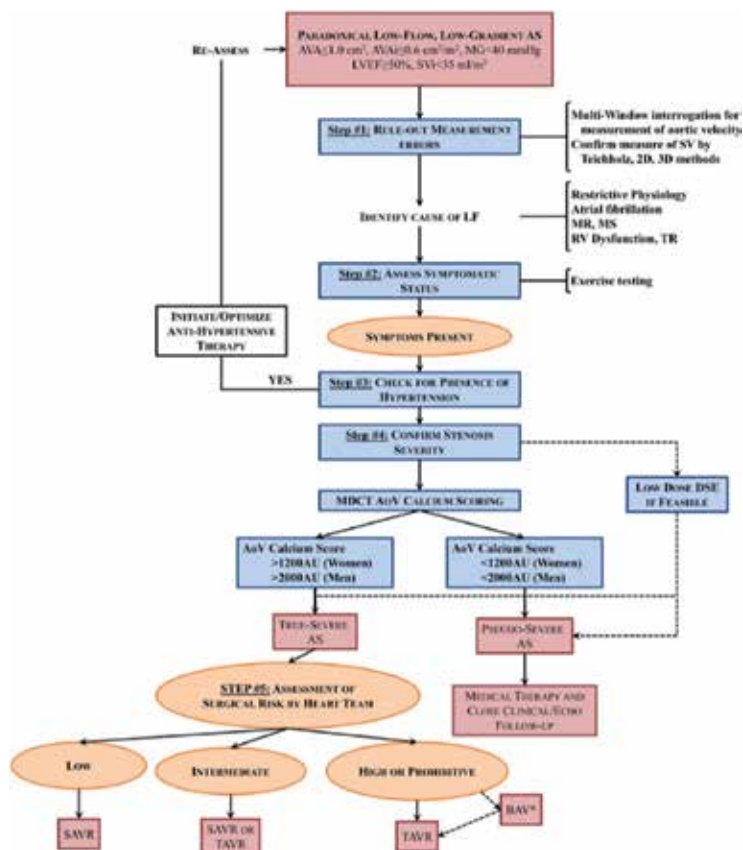 PARADOXICAL LOW-FLOW, LOW-GRADIENT AS
AVA≤1.0 cm², AVAi≤0.6 cm²/m², MG<40 mmHg
LVEF≥50%, SVi<35 ml/m²
RE-ASSESS
Step #1: RULE-OUT MEASUREMENT
ERRORS
Multi-Window interrogation for
measurement of aortic velocity.
Confirm measure of SV by
Teichholz, 2D, 3D methods
IDENTIFY CAUSE OF LF
Restrictive Physiology
Atrial fibrillation
MR, MS
RV Dysfunction, TR
Step #2: ASSESS SYMPTOMATIC
STATUS
Exercise testing
INITIATE/OPTIMIZE
ANTI-HYPERTENSIVE
THERAPY
SYMPTOMS PRESENT
YES
Step #3: CHECK FOR PRESENCE OF
HYPERTENSION
Step #4: CONFIRM STENOSIS
SEVERITY
MDCT AOV CALCIUM SCORING
LOW DOSE DSE
IF FEASIBLE
AoV Calcium Score
>1200AU (Women)
>2000AU (Men)
AoV Calcium Score
<1200AU (Women)
<2000AU (Men)
TRUE-SEVERE
AS
PSEUDO-SEVERE
AS
STEP #5: ASSESSMENT OF
SURGICAL RISK BY HEART TEAM
MEDICAL THERAPY AND
CLOSE CLINICAL/ECHO
FOLLOW-UP
LOW
INTERMEDIATE
HIGH OR PROHIBITIVE
SAVR
SAVR OR
TAVR
TAVR
BAV*